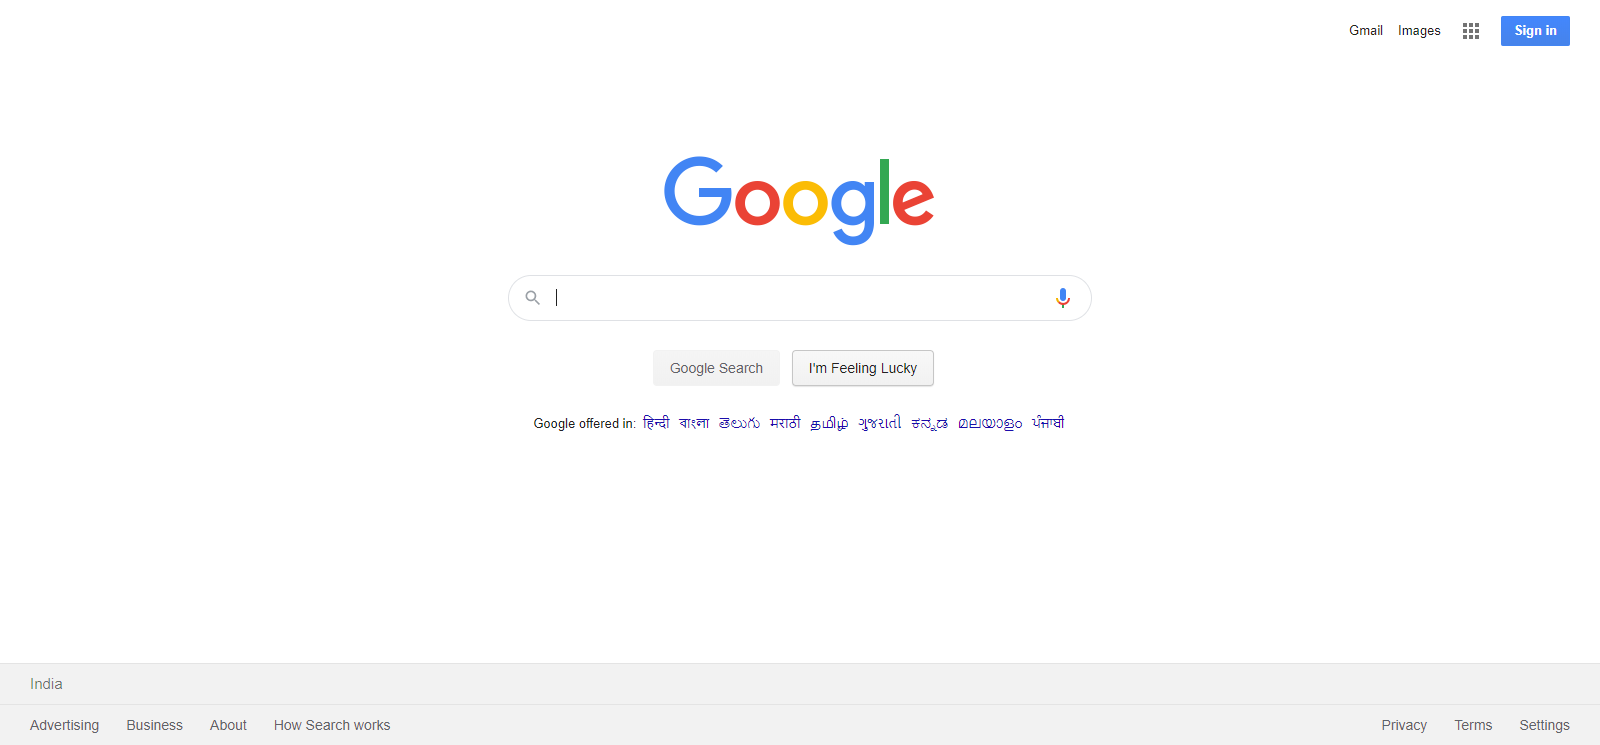 Gmail Images Sign in
Google
Google Search I'm Feeling Lucky
Google offered in: हिन्दी বাংলা తెలుగు मराठी தமிழ் ગુજરાતી ಕನ್ನಡ മലയാളം ਪੰਜਾਬੀ
India
Advertising Business About How Search works Privacy Terms Settings